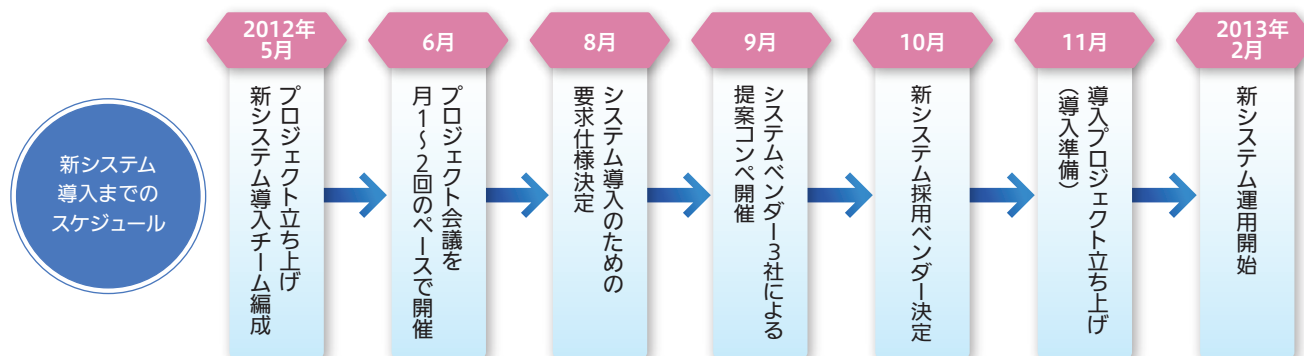 新システム
導入までの
スケジュール
2012年
5月
プロジェクト立ち上げ
新システム導入チーム編成
6月
プロジェクト会議を
月1~2回のペースで開催
8月
システム導入のための
要求仕様決定
9月
システムベンダー3社による
提案コンペ開催
10月
新システム採用ベンダー決定
11月
導入プロジェクト立ち上げ
(導入準備)
2013年
2月
新システム運用開始